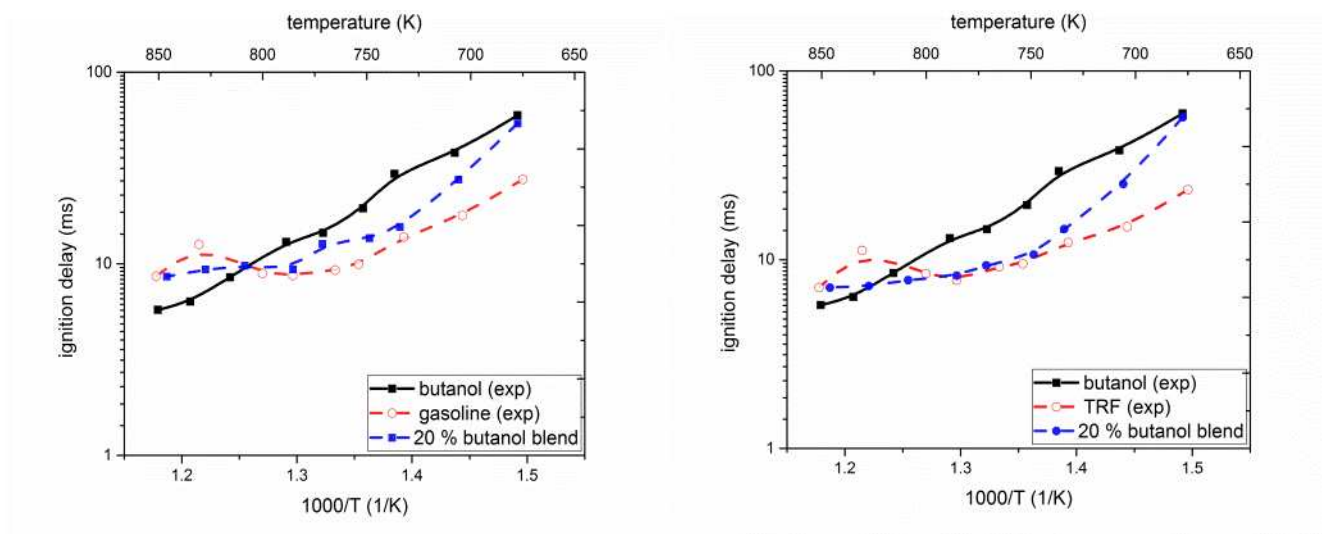 temperature (K)
850 800 750 700 650
100
10
1
ignition delay (ms)
butanol (exp)
gasoline (exp)
20 % butanol blend
1.2 1.3 1.4 1.5
1000/T (1/K)
temperature (K)
850 800 750 700 650
100
10
1
ignition delay (ms)
butanol (exp)
TRF (exp)
20 % butanol blend
1.2 1.3 1.4 1.5
1000/T (1/K)